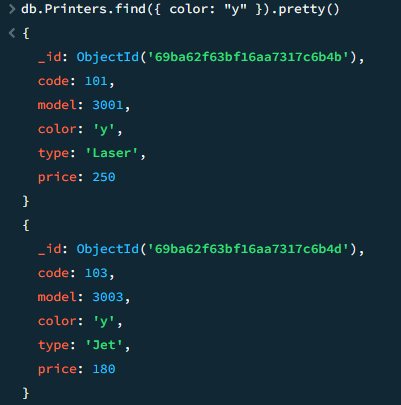 > db.Printers.find({ color: "y" }).pretty()
< {
_id: ObjectId('69ba62f63bf16aa7317c6b4b'),
code: 101,
model: 3001,
color: 'y',
type: 'Laser',
price: 250
}
{
_id: ObjectId('69ba62f63bf16aa7317c6b4d'),
code: 103,
model: 3003,
color: 'y',
type: 'Jet',
price: 180
}